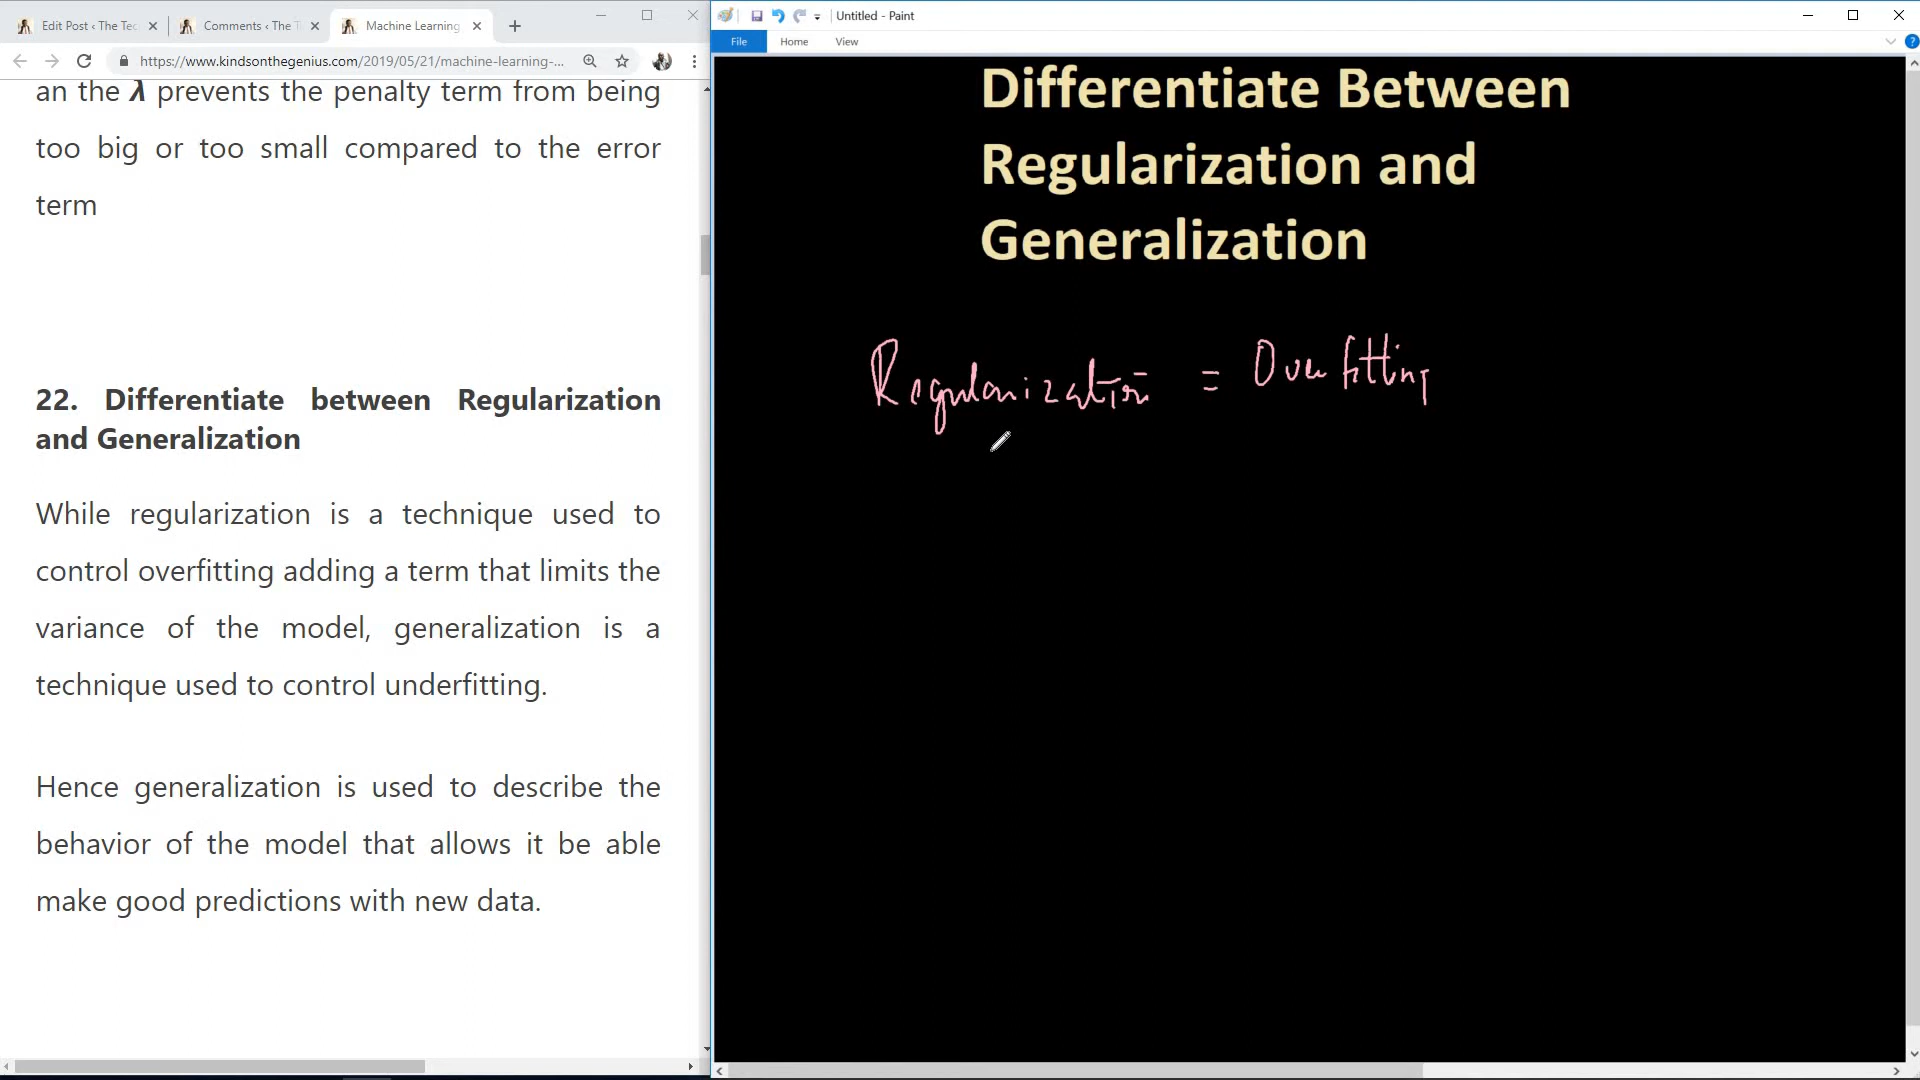 Edit Post ‹ The Tec
Comments ‹ The T
Machine Learning
https://www.kindsonthegenius.com/2019/05/21/machine-learning-...
an the λ prevents the penalty term from being
too big or too small compared to the error
term
22. Differentiate between Regularization
and Generalization
While regularization is a technique used to
control overfitting adding a term that limits the
variance of the model, generalization is a
technique used to control underfitting.
Hence generalization is used to describe the
behavior of the model that allows it be able
make good predictions with new data.
Untitled - Paint
File Home View
Differentiate Between
Regularization and
Generalization
Regularization = Overfitting